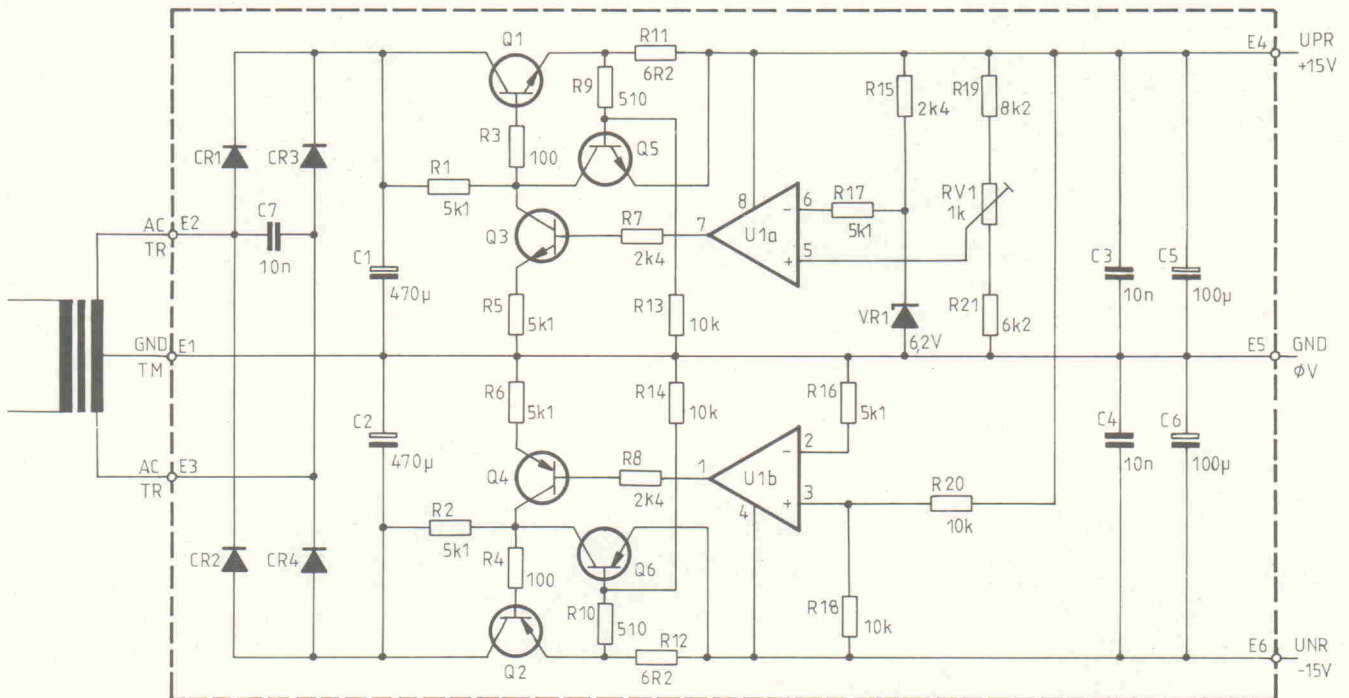 Q1
R11
6R2
E4
UPR
+15V
R9
510
R15
2k4
R19
8k2
R3
100
Q5
CR1
CR3
R1
5k1
RV1
1k
8
6
R17
5k1
AC
E2
TR
C7
10n
Q3
R7
2k4
7
U1a
-
+
5
C1
470µ
R5
5k1
R13
10k
VR1
6,2V
R21
6k2
C3
10n
C5
100µ
GND
E1
TM
E5
GND
ΦV
R6
5k1
R14
10k
R16
5k1
C2
470µ
C4
10n
C6
100µ
AC
E3
TR
Q4
R8
2k4
1
U1b
2
-
3
+
4
R20
10k
R2
5k1
CR2
CR4
R4
100
Q6
R10
510
R18
10k
R12
6R2
Q2
E6
UNR
-15V